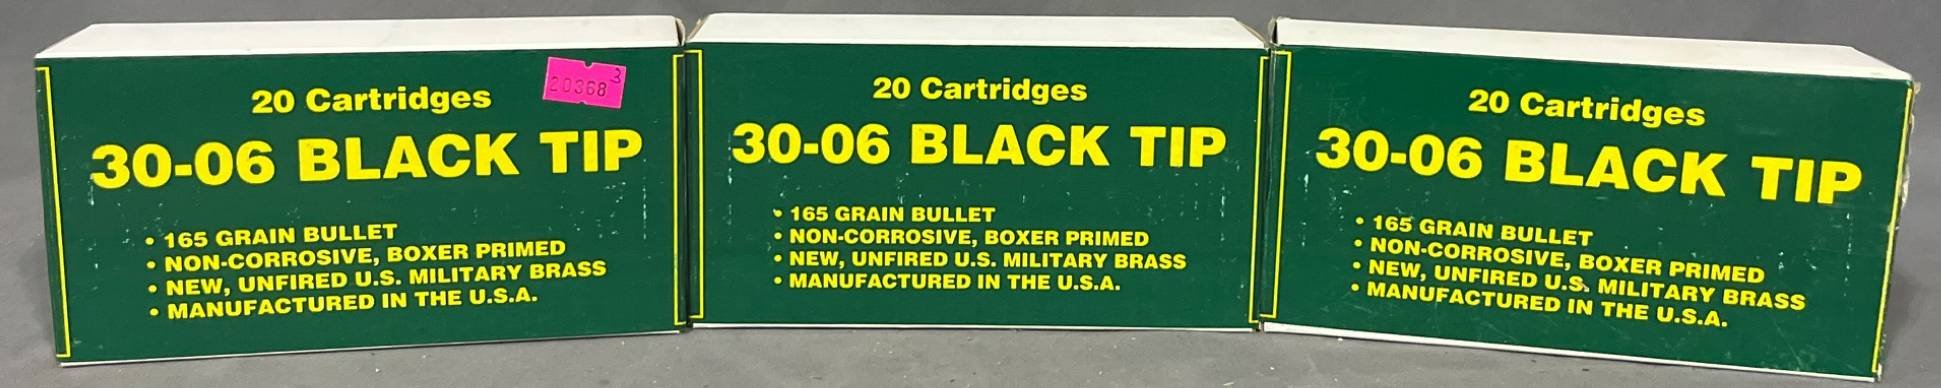 20 Cartridges
30-06 BLACK TIP
• 165 GRAIN BULLET
• NON-CORROSIVE, BOXER PRIMED
• NEW, UNFIRED U.S. MILITARY BRASS
• MANUFACTURED IN THE U.S.A.
3
20368
20 Cartridges
30-06 BLACK TIP
• 165 GRAIN BULLET
• NON-CORROSIVE, BOXER PRIMED
• NEW, UNFIRED U.S. MILITARY BRASS
• MANUFACTURED IN THE U.S.A.
20 Cartridges
30-06 BLACK TIP
• 165 GRAIN BULLET
• NON-CORROSIVE, BOXER PRIMED
• NEW, UNFIRED U.S. MILITARY BRASS
• MANUFACTURED IN THE U.S.A.